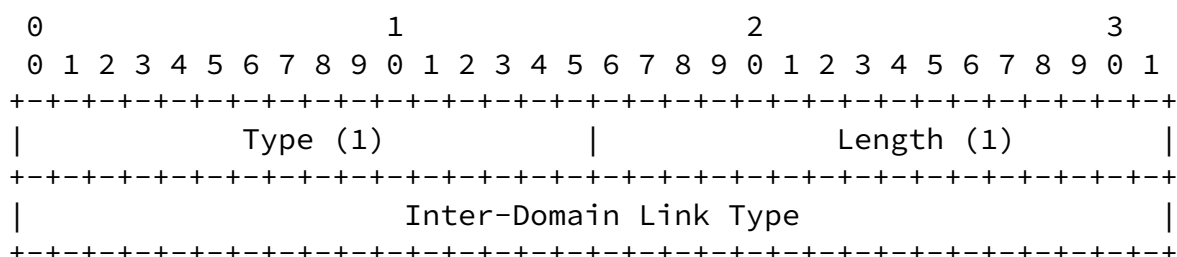 0                   1                   2                   3
 0 1 2 3 4 5 6 7 8 9 0 1 2 3 4 5 6 7 8 9 0 1 2 3 4 5 6 7 8 9 0 1
+-+-+-+-+-+-+-+-+-+-+-+-+-+-+-+-+-+-+-+-+-+-+-+-+-+-+-+-+-+-+-+-+
|            Type (1)           |             Length (1)        |
+-+-+-+-+-+-+-+-+-+-+-+-+-+-+-+-+-+-+-+-+-+-+-+-+-+-+-+-+-+-+-+-+
|                     Inter-Domain Link Type                    |
+-+-+-+-+-+-+-+-+-+-+-+-+-+-+-+-+-+-+-+-+-+-+-+-+-+-+-+-+-+-+-+-+